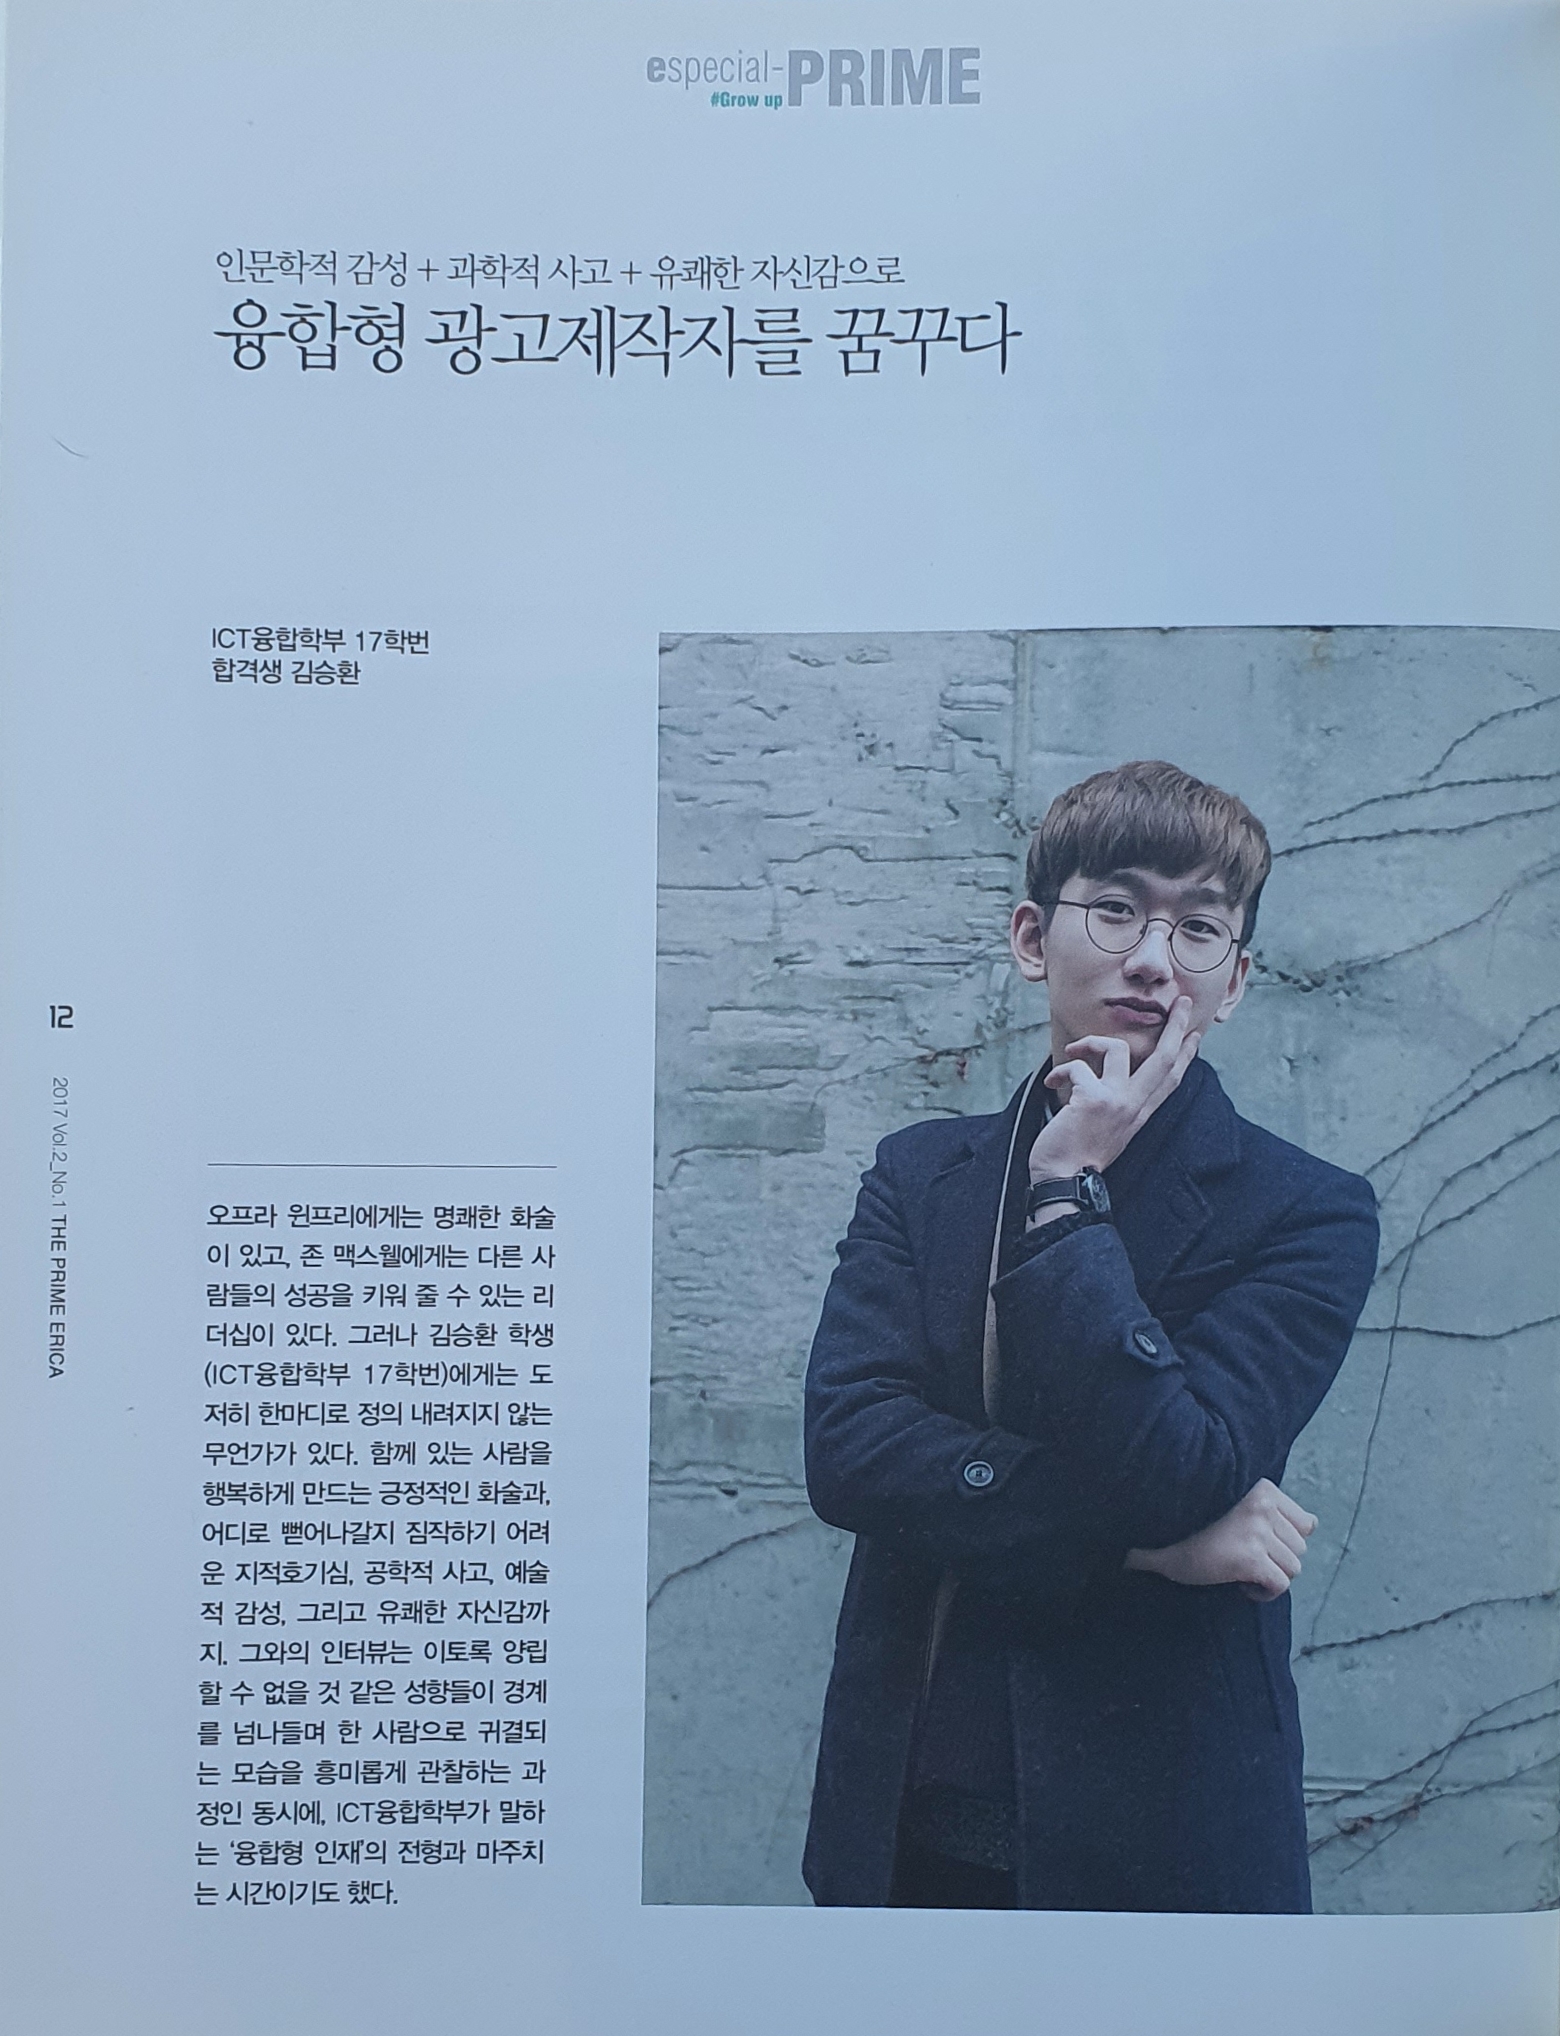 especial-PRIME
#Grow up
인문학적 감성 + 과학적 사고 + 유쾌한 자신감으로
융합형 광고제작자를 꿈꾸다
ICT융합학부 17학번
합격생 김승환
12
2017 Vol.2_No.1 THE PRIME ERICA
오프라 윈프리에게는 명쾌한 화술
이 있고, 존 맥스웰에게는 다른 사
람들의 성공을 키워 줄 수 있는 리
더십이 있다. 그러나 김승환 학생
(ICT융합학부 17학번)에게는 도
저히 한마디로 정의 내려지지 않는
무언가가 있다. 함께 있는 사람을
행복하게 만드는 긍정적인 화술과,
어디로 뻗어나갈지 짐작하기 어려
운 지적호기심, 공학적 사고, 예술
적 감성, 그리고 유쾌한 자신감까
지. 그와의 인터뷰는 이토록 양립
할 수 없을 것 같은 성향들이 경계
를 넘나들며 한 사람으로 귀결되
는 모습을 흥미롭게 관찰하는 과
정인 동시에, ICT융합학부가 말하
는 ‘융합형 인재’의 전형과 마주치
는 시간이기도 했다.